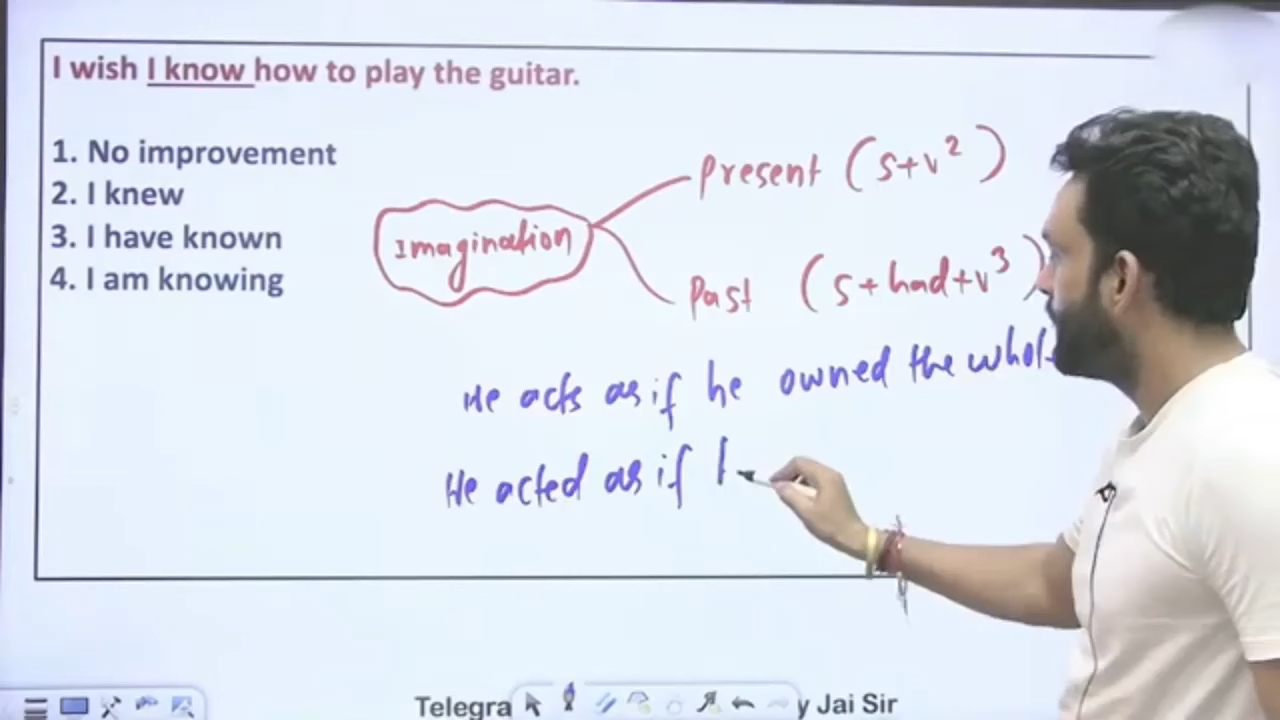 I wish I know how to play the guitar.
1. No improvement
2. I knew
3. I have known
4. I am knowing
Imagination
Present (S+V²)
Past (S+had+V³)
He acts as if he owned the
He acted as if
Telegra
y Jai Sir